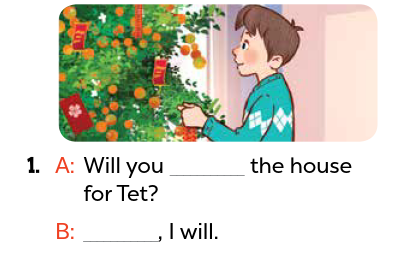 1. A: Will you _______ the house
for Tet?
B: _______, I will.